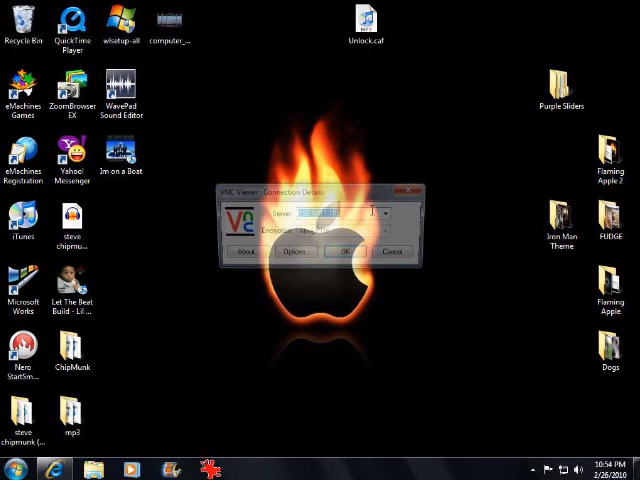 Recycle Bin
QuickTime
Player
wlsetup-all
computer_...
Unlock.caf
eMachines
Games
ZoomBrowser
EX
WavePad
Sound Editor
Purple Sliders
eMachines
Registration
Yahoo!
Messenger
Im on a Boat
Flaming
Apple 2
VNC Viewer : Connection Details
Server:
Encryption:
About...
Options...
OK
Cancel
iTunes
steve
chipmu...
Iron Man
Theme
FUDGE
Microsoft
Works
Let The Beat
Build - Lil ...
Flaming
Apple
Nero
StartSm...
ChipMunk
Dogs
steve
chipmunk (...
mp3
10:54 PM
2/26/2010